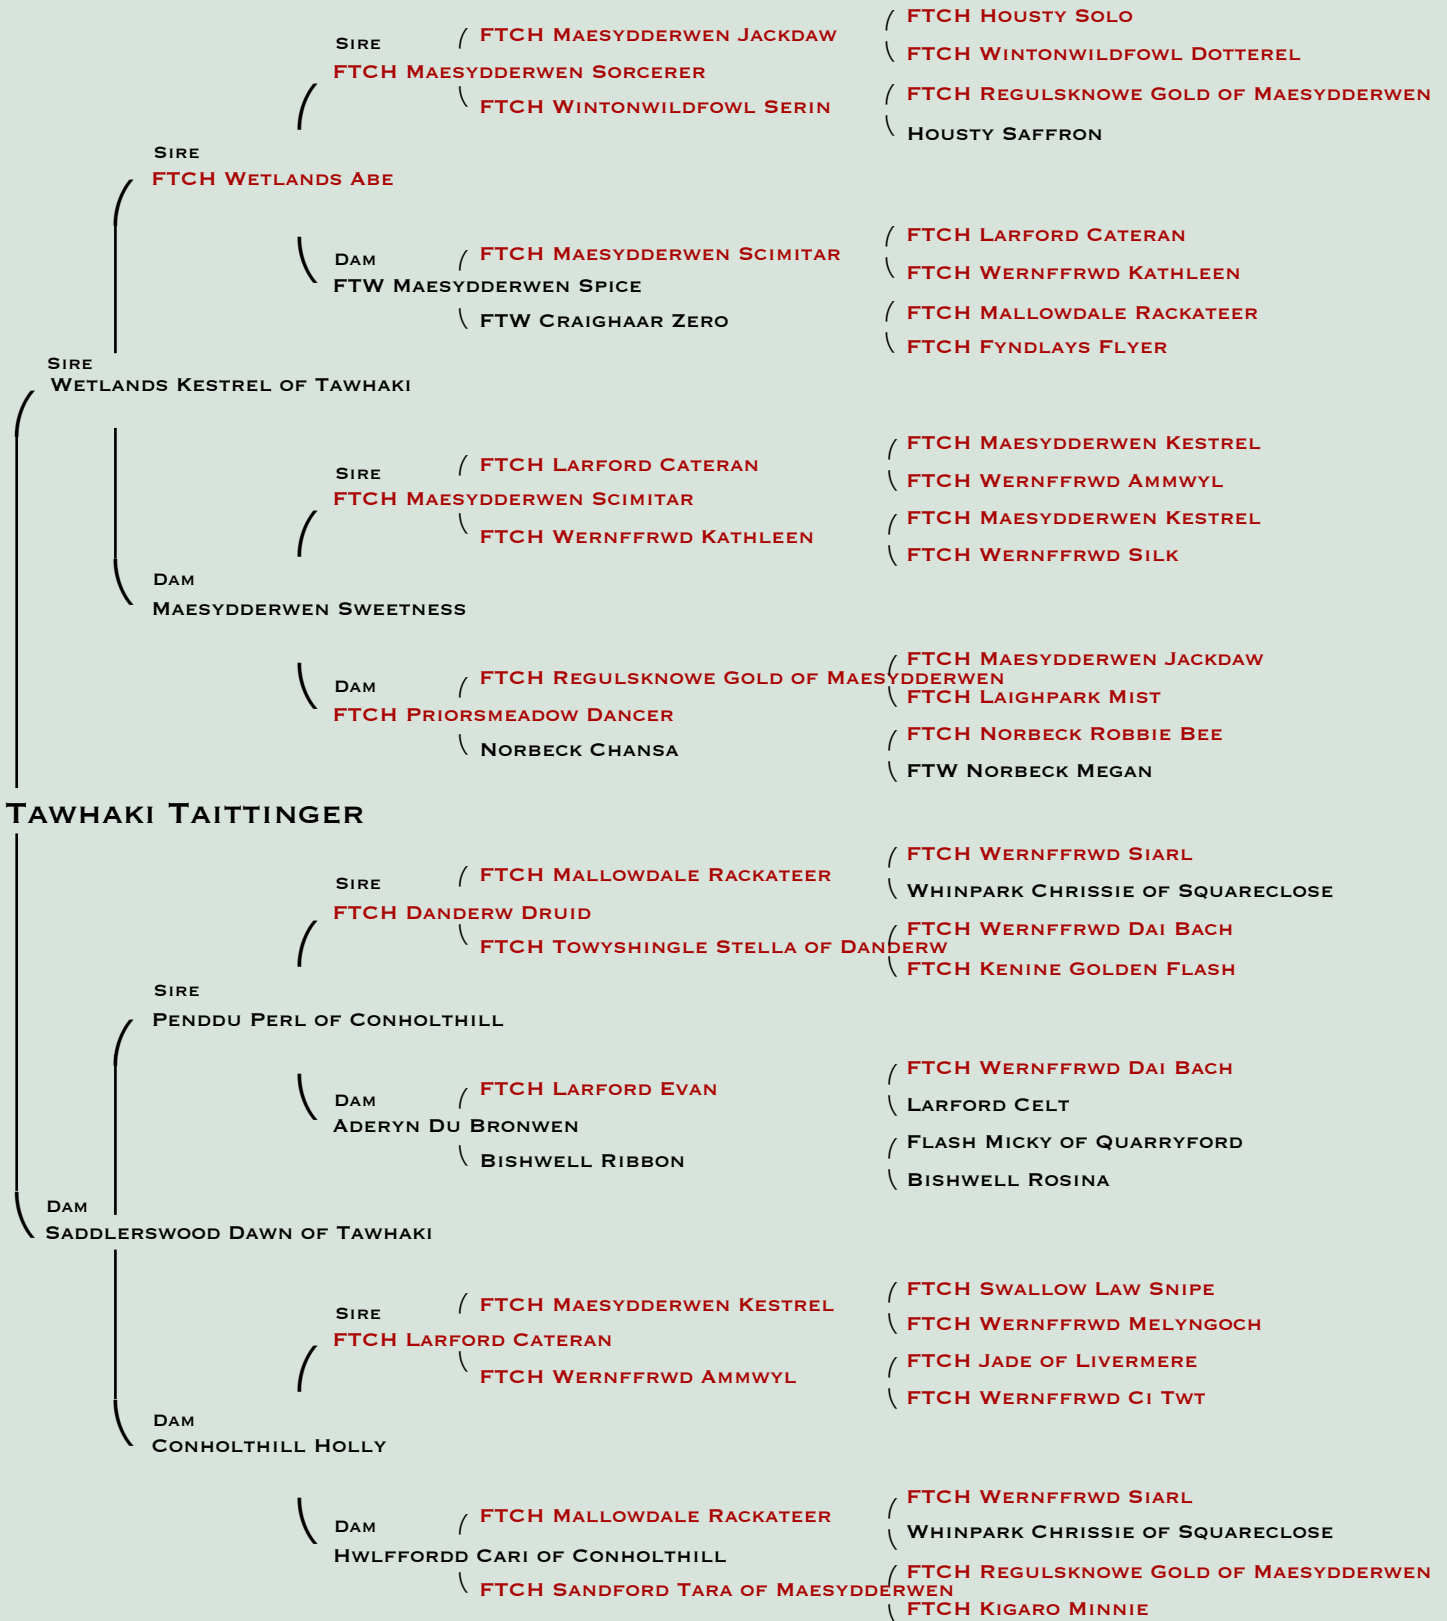 FTCH Housty Solo
Sire
FTCH Maesydderwen Jackdaw
FTCH Wintonwildfowl Dotterel
FTCH Maesydderwen Sorcerer
FTCH Regulsknowe Gold of Maesydderwen
FTCH Wintonwildfowl Serin
Housty Saffron
Sire
FTCH Wetlands Abe
FTCH Larford Cateran
Dam
FTCH Maesydderwen Scimitar
FTCH Wernffrwd Kathleen
FTW Maesydderwen Spice
FTCH Mallowdale Rackateer
FTW Craighaar Zero
FTCH Fyndlays Flyer
Sire
Wetlands Kestrel of Tawhaki
FTCH Maesydderwen Kestrel
Sire
FTCH Larford Cateran
FTCH Wernffrwd Ammwyl
FTCH Maesydderwen Scimitar
FTCH Maesydderwen Kestrel
FTCH Wernffrwd Kathleen
FTCH Wernffrwd Silk
Dam
Maesydderwen Sweetness
FTCH Maesydderwen Jackdaw
Dam
FTCH Regulsknowe Gold of Maesydderwen
FTCH Laighpark Mist
FTCH Priorsmeadow Dancer
FTCH Norbeck Robbie Bee
Norbeck Chansa
FTW Norbeck Megan
Tawhaki Taittinger
FTCH Wernffrwd Siarl
Sire
FTCH Mallowdale Rackateer
Whinpark Chrissie of Squareclose
FTCH Danderw Druid
FTCH Wernffrwd Dai Bach
FTCH Towyshingle Stella of Danderw
FTCH Kenine Golden Flash
Sire
Penddu Perl of Conholthill
FTCH Wernffrwd Dai Bach
Dam
FTCH Larford Evan
Larford Celt
Aderyn Du Bronwen
Flash Micky of Quarryford
Bishwell Ribbon
Bishwell Rosina
Dam
Saddlerswood Dawn of Tawhaki
FTCH Swallow Law Snipe
Sire
FTCH Maesydderwen Kestrel
FTCH Wernffrwd Melyngoch
FTCH Larford Cateran
FTCH Jade of Livermere
FTCH Wernffrwd Ammwyl
FTCH Wernffrwd Ci Twt
Dam
Conholthill Holly
FTCH Wernffrwd Siarl
Dam
FTCH Mallowdale Rackateer
Whinpark Chrissie of Squareclose
Hwlffordd Cari of Conholthill
FTCH Regulsknowe Gold of Maesydderwen
FTCH Sandford Tara of Maesydderwen
FTCH Kigaro Minnie